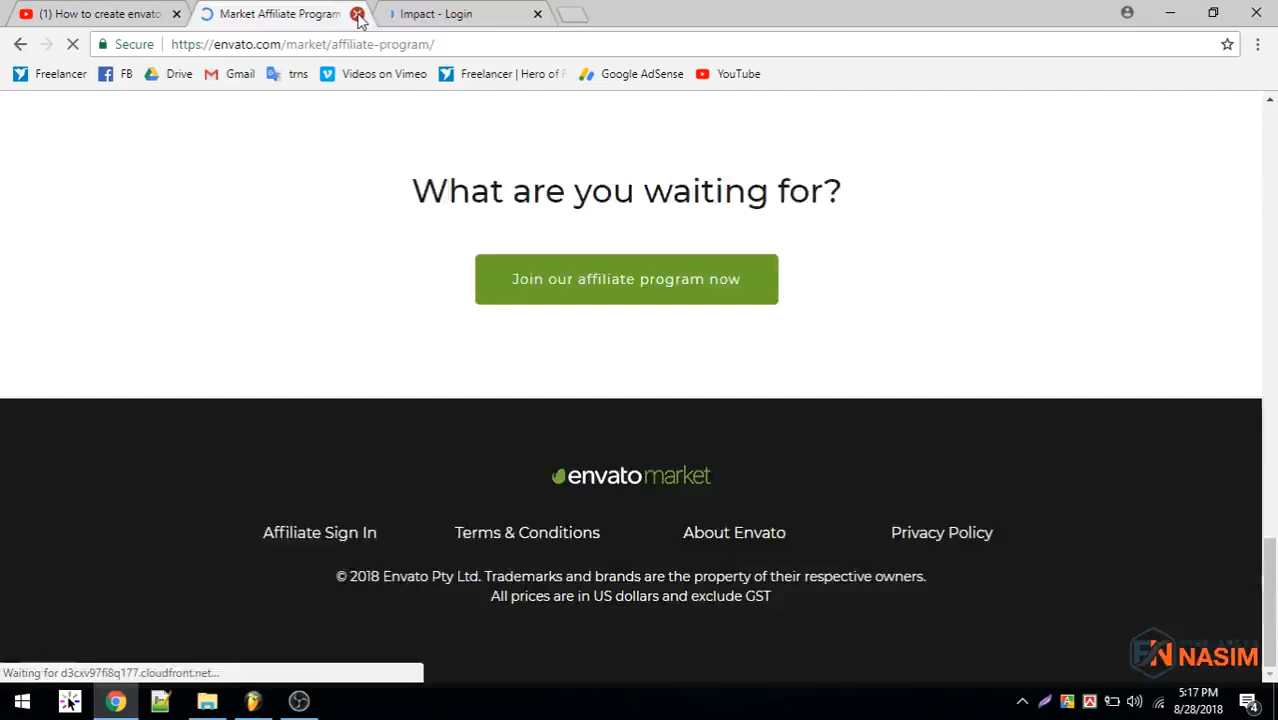 (1) How to create envato
Market Affiliate Program
Impact - Login
Secure
https://envato.com/market/affiliate-program/
Freelancer
FB
Drive
Gmail
trns
Videos on Vimeo
Freelancer | Hero of F
Google AdSense
YouTube
What are you waiting for?
Join our affiliate program now
envatomarket
Affiliate Sign In
Terms & Conditions
About Envato
Privacy Policy
© 2018 Envato Pty Ltd. Trademarks and brands are the property of their respective owners.
All prices are in US dollars and exclude GST
NASIM
Waiting for d3cxv97fi8q177.cloudfront.net...
5:17 PM
8/28/2018
4